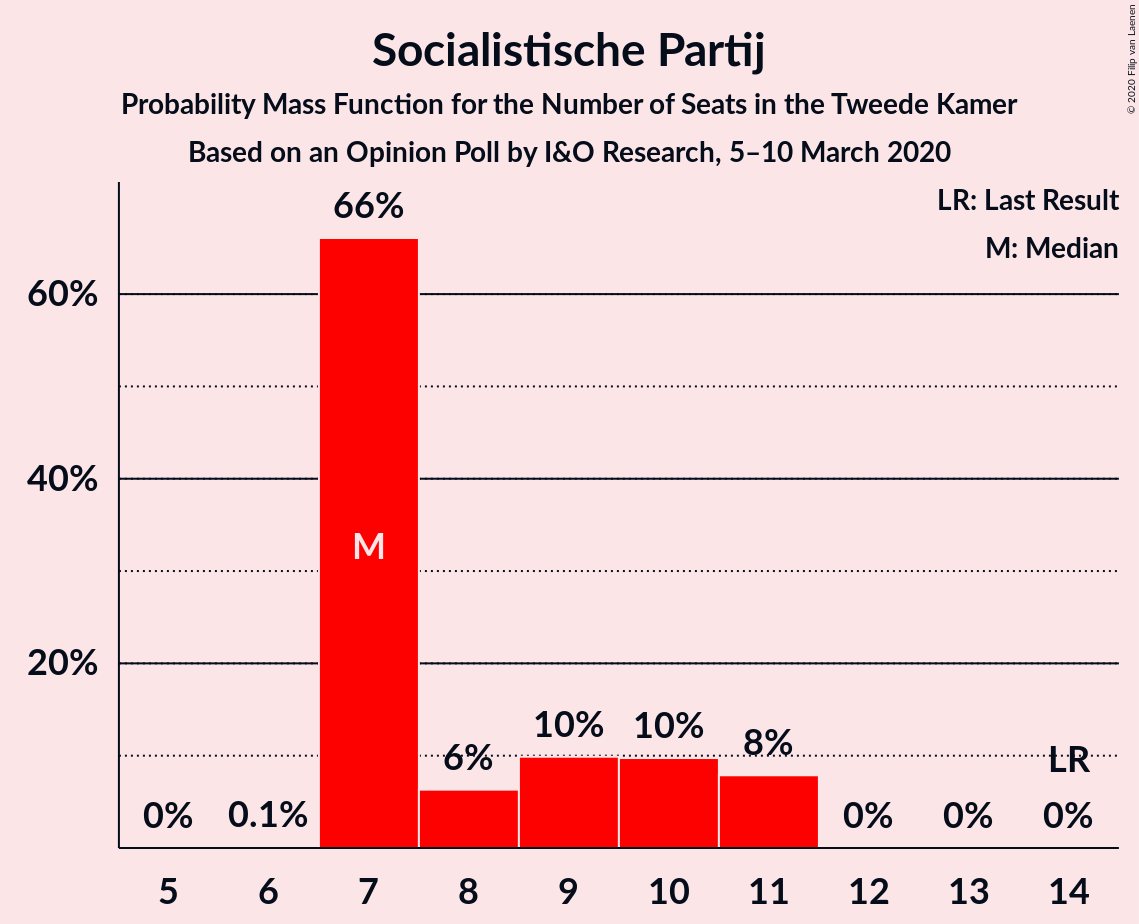 Socialistische Partij
Probability Mass Function for the Number of Seats in the Tweede Kamer
Based on an Opinion Poll by I&O Research, 5–10 March 2020
© 2020 Filip van Laenen
LR: Last Result
M: Median
66%
60%
40%
M
20%
10%
10%
8%
6%
LR
0%
0.1%
0%
0%
0%
5
6
7
8
9
10
11
12
13
14